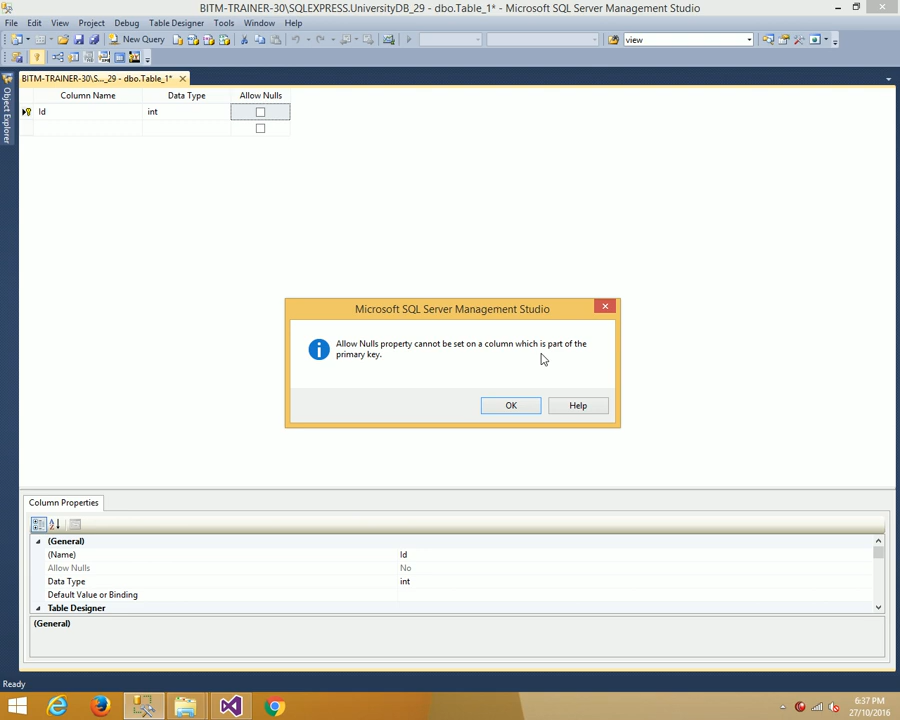 BITM-TRAINER-30\SQLEXPRESS.UniversityDB_29 - dbo.Table_1* - Microsoft SQL Server Management Studio
File Edit View Project Debug Table Designer Tools Window Help
New Query
view
BITM-TRAINER-30\S..._29 - dbo.Table_1*
Object Explorer
Column Name Data Type Allow Nulls
Id int
Microsoft SQL Server Management Studio
Allow Nulls property cannot be set on a column which is part of the
primary key.
OK Help
Column Properties
(General)
(Name) Id
Allow Nulls No
Data Type int
Default Value or Binding
Table Designer
(General)
Ready
6:37 PM
27/10/2016